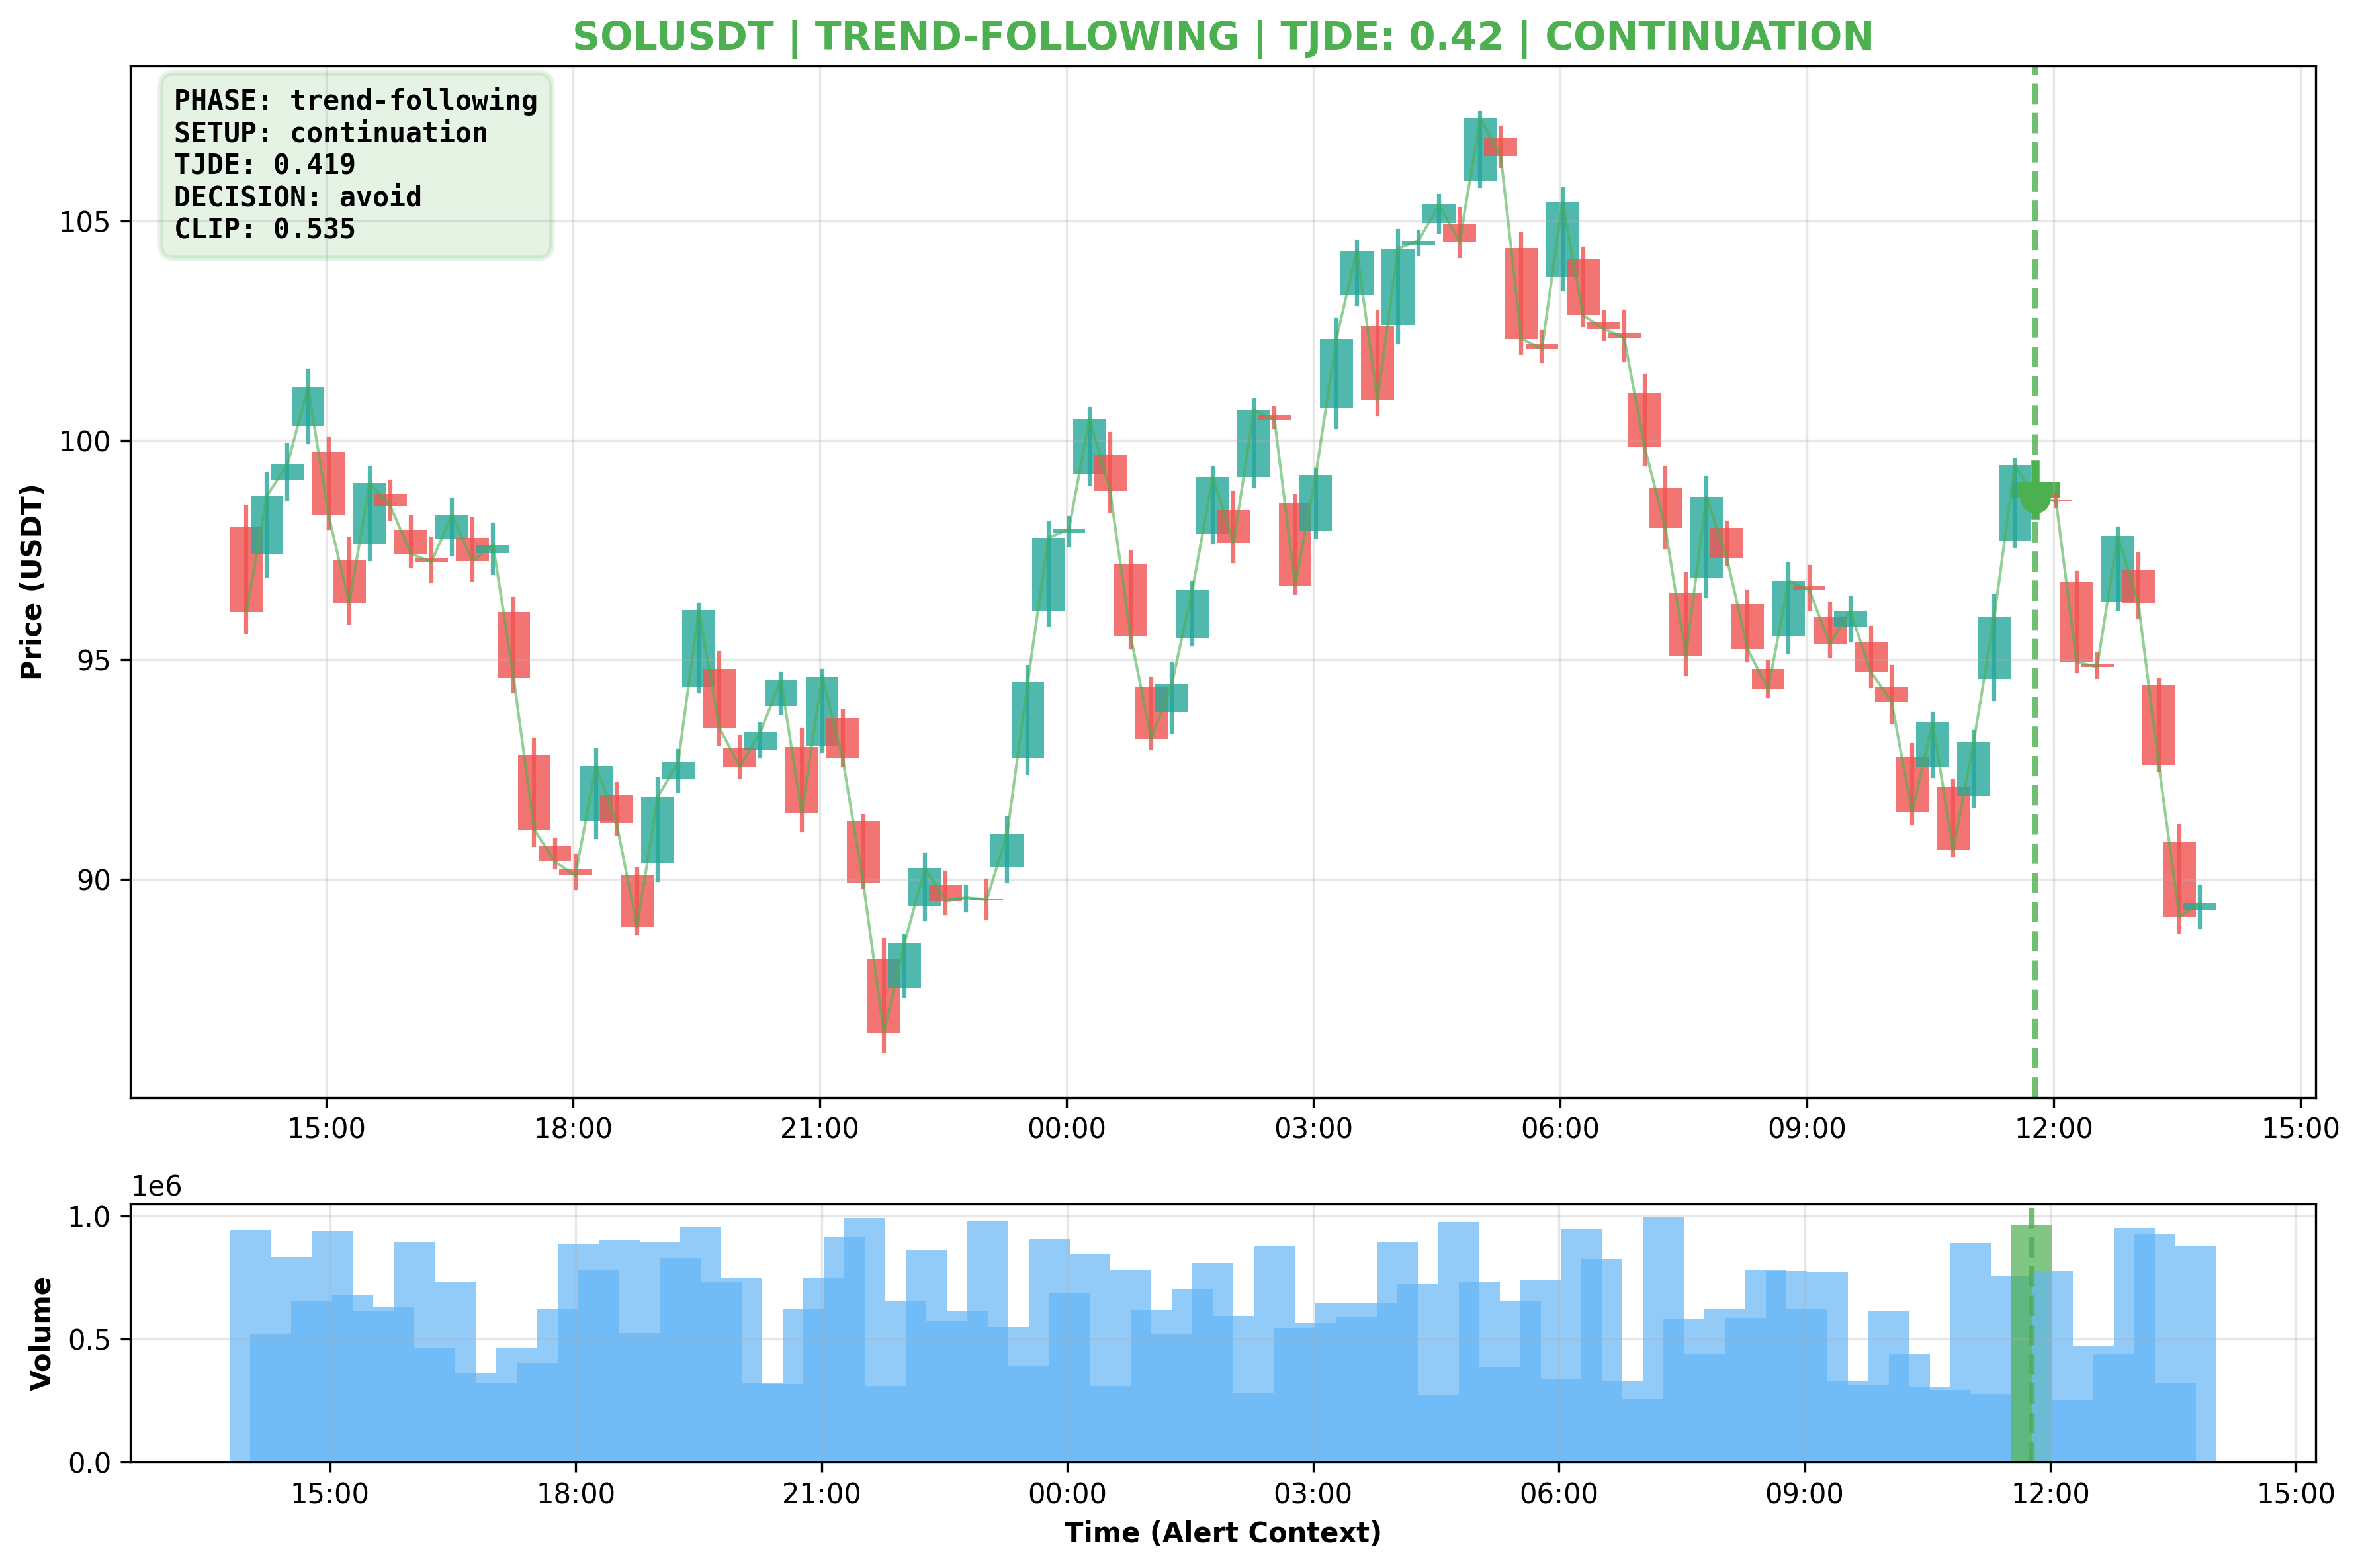 SOLUSDT | TREND-FOLLOWING | TJDE: 0.42 | CONTINUATION
PHASE: trend-following
SETUP: continuation
TJDE: 0.419
DECISION: avoid
CLIP: 0.535
Price (USDT)
105
100
95
90
15:00 18:00 21:00 00:00 03:00 06:00 09:00 12:00 15:00
1e6
Volume
1.0
0.5
0.0
15:00 18:00 21:00 00:00 03:00 06:00 09:00 12:00 15:00
Time (Alert Context)